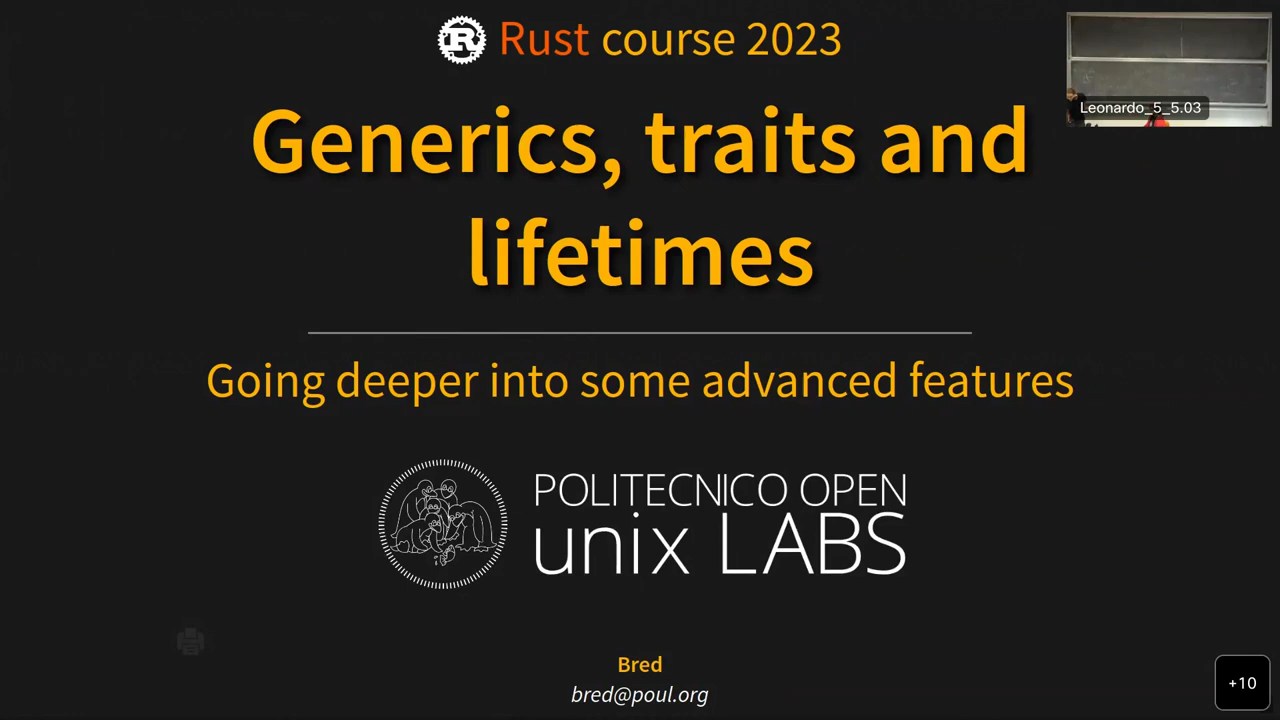 Rust course 2023
Leonardo_5_5.03
Generics, traits and
lifetimes
Going deeper into some advanced features
POLITECNICO OPEN
unix LABS
Bred
bred@poul.org
+10